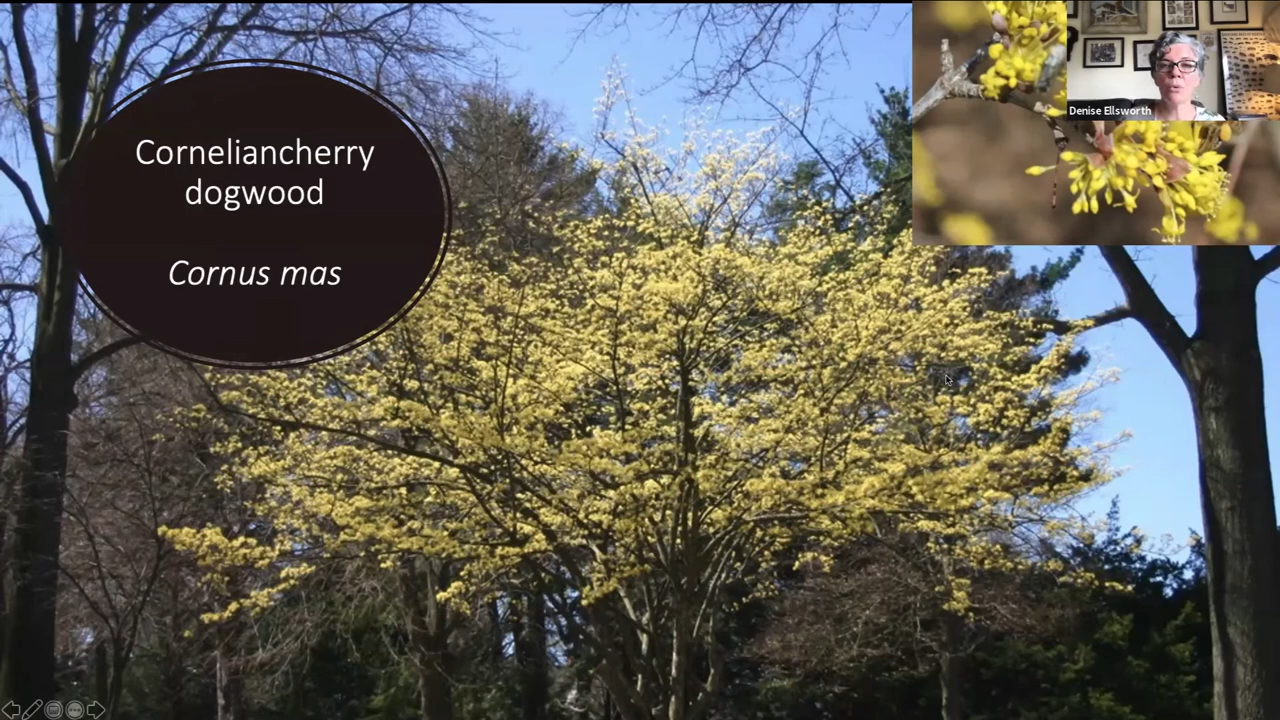 Corneliancherry
dogwood
Cornus mas
Denise Ellsworth